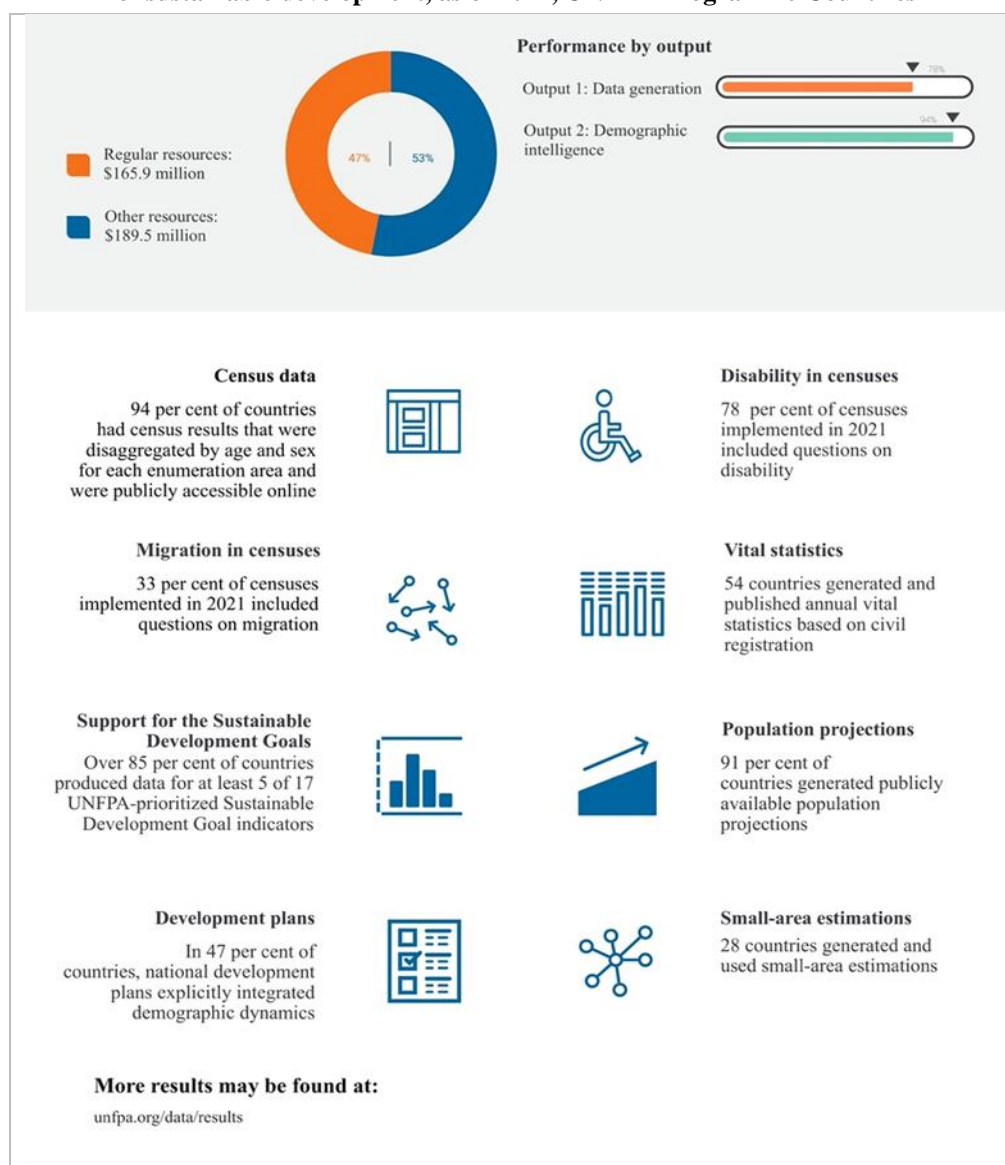 Performance by output
Output 1: Data generation
78%
Output 2: Demographic
intelligence
94%
Regular resources:
$165.9 million
Other resources:
$189.5 million
47%
53%
Census data
94 per cent of countries
had census results that were
disaggregated by age and sex
for each enumeration area and
were publicly accessible online
Disability in censuses
78 per cent of censuses
implemented in 2021
included questions on
disability
Migration in censuses
33 per cent of censuses
implemented in 2021 included
questions on migration
Vital statistics
54 countries generated and
published annual vital
statistics based on civil
registration
Support for the Sustainable
Development Goals
Over 85 per cent of countries
produced data for at least 5 of 17
UNFPA-prioritized Sustainable
Development Goal indicators
Population projections
91 per cent of
countries generated publicly
available population
projections
Development plans
In 47 per cent of
countries, national development
plans explicitly integrated
demographic dynamics
Small-area estimations
28 countries generated and
used small-area estimations
More results may be found at:
unfpa.org/data/results